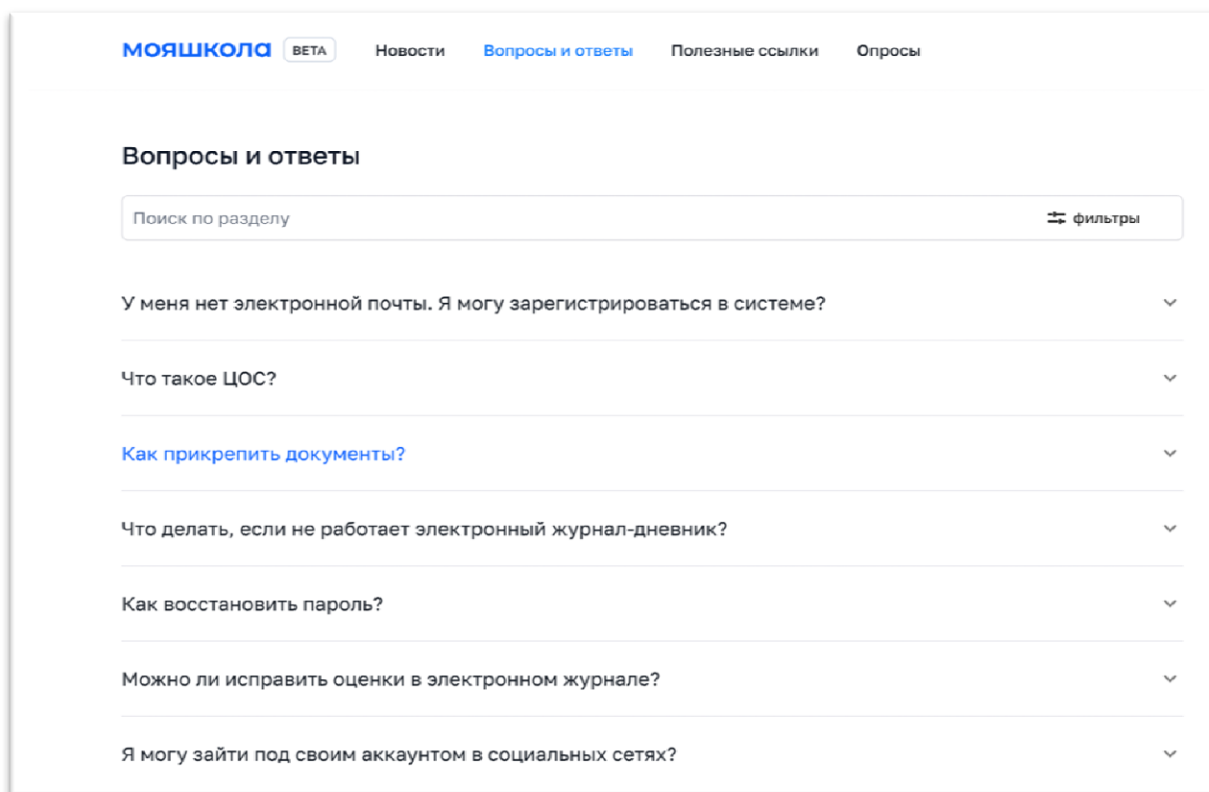 мояшкола BETA Новости Вопросы и ответы Полезные ссылки Опросы
Вопросы и ответы
Поиск по разделу фильтры
У меня нет электронной почты. Я могу зарегистрироваться в системе?
Что такое ЦОС?
Как прикрепить документы?
Что делать, если не работает электронный журнал-дневник?
Как восстановить пароль?
Можно ли исправить оценки в электронном журнале?
Я могу зайти под своим аккаунтом в социальных сетях?